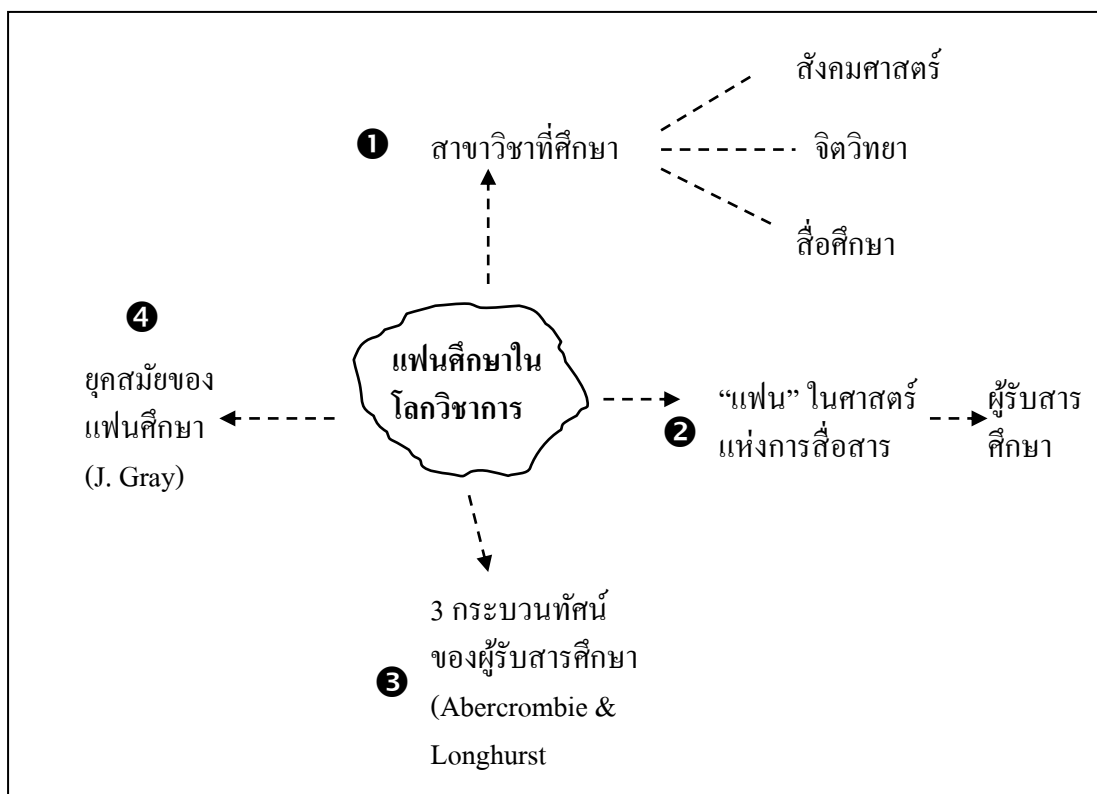 สังคมศาสตร์
❶ สาขาวิชาที่ศึกษา
จิตวิทยา
สื่อศึกษา
แฟนศึกษาใน
โลกวิชาการ
❷ “แฟน” ในศาสตร์
แห่งการสื่อสาร
ผู้รับสาร
ศึกษา
❸ 3 กระบวนทัศน์
ของผู้รับสารศึกษา
(Abercrombie &
Longhurst
❹
ยุคสมัยของ
แฟนศึกษา
(J. Gray)